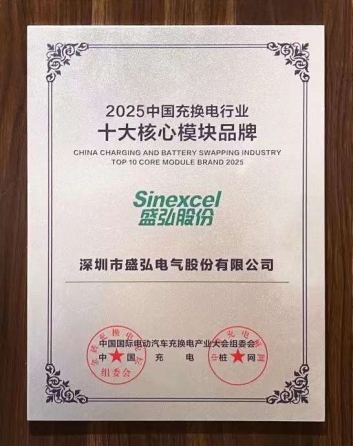 2025中国充换电行业
十大核心模块品牌
CHINA CHARGING AND BATTERY SWAPPING INDUSTRY
TOP 10 CORE MODULE BRAND 2025
Sinexcel
盛弘股份
深圳市盛弘电气股份有限公司
中国国际电动汽车充换电产业大会组委会
中国充电桩网
组委会